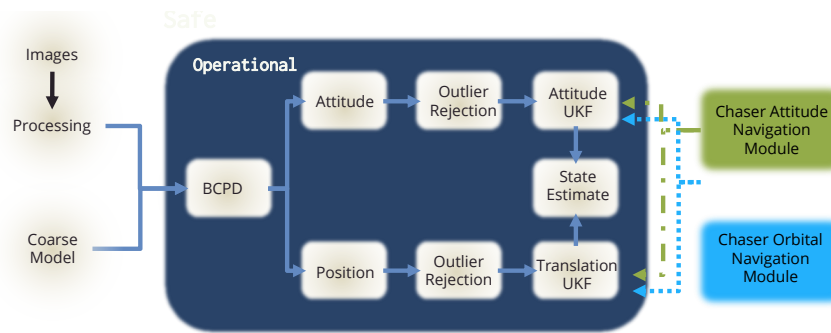 Safe
Operational
Images
Processing
Coarse
Model
BCPD
Attitude
Outlier
Rejection
Attitude
UKF
State
Estimate
Position
Outlier
Rejection
Translation
UKF
Chaser Attitude
Navigation
Module
Chaser Orbital
Navigation
Module